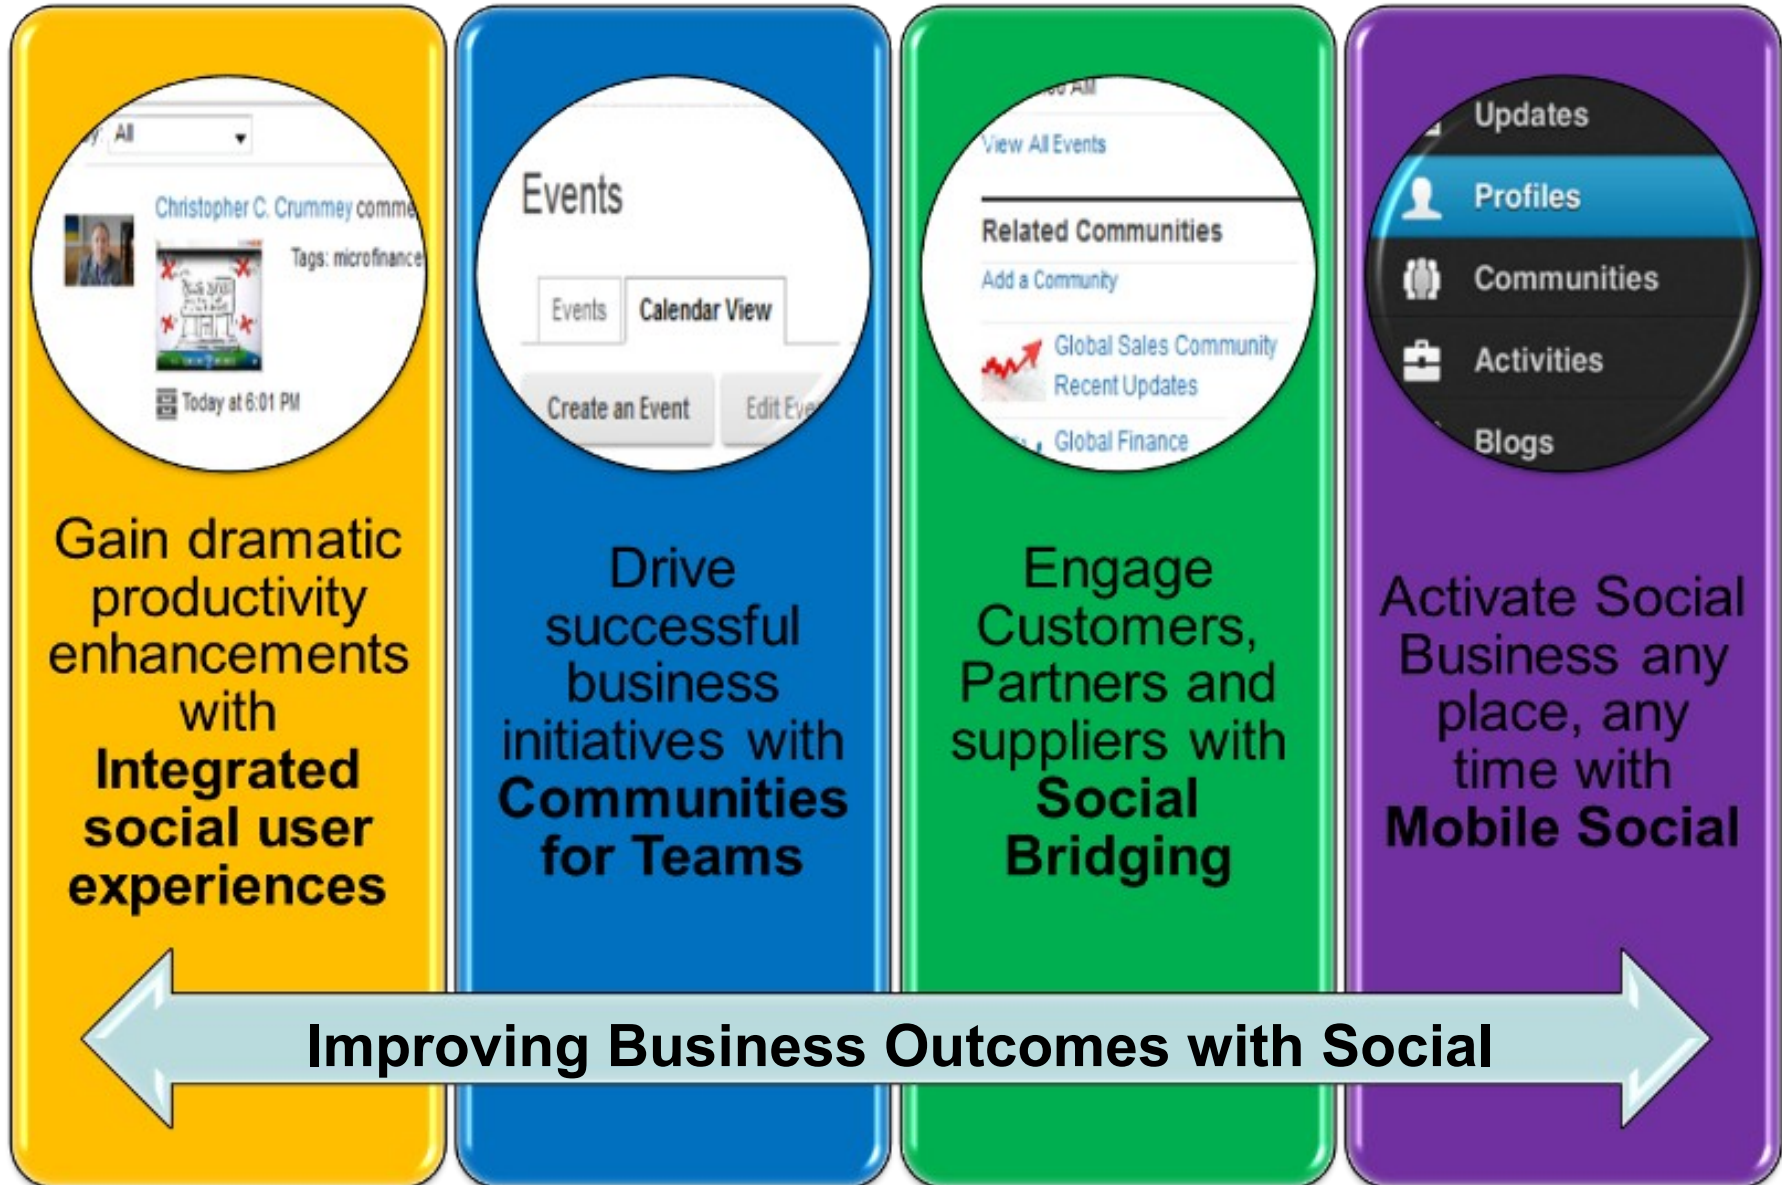 All
Christopher C. Crummey
Tags: microfinance
Today at 6:01 PM
Gain dramatic
productivity
enhancements
with
Integrated
social user
experiences
Events
Events Calendar View
Create an Event Edit
Drive
successful
business
initiatives with
Communities
for Teams
AM
View All Events
Related Communities
Add a Community
Global Sales Community
Recent Updates
Global Finance
Engage
Customers,
Partners and
suppliers with
Social
Bridging
Updates
Profiles
Communities
Activities
Blogs
Activate Social
Business any
place, any
time with
Mobile Social
Improving Business Outcomes with Social